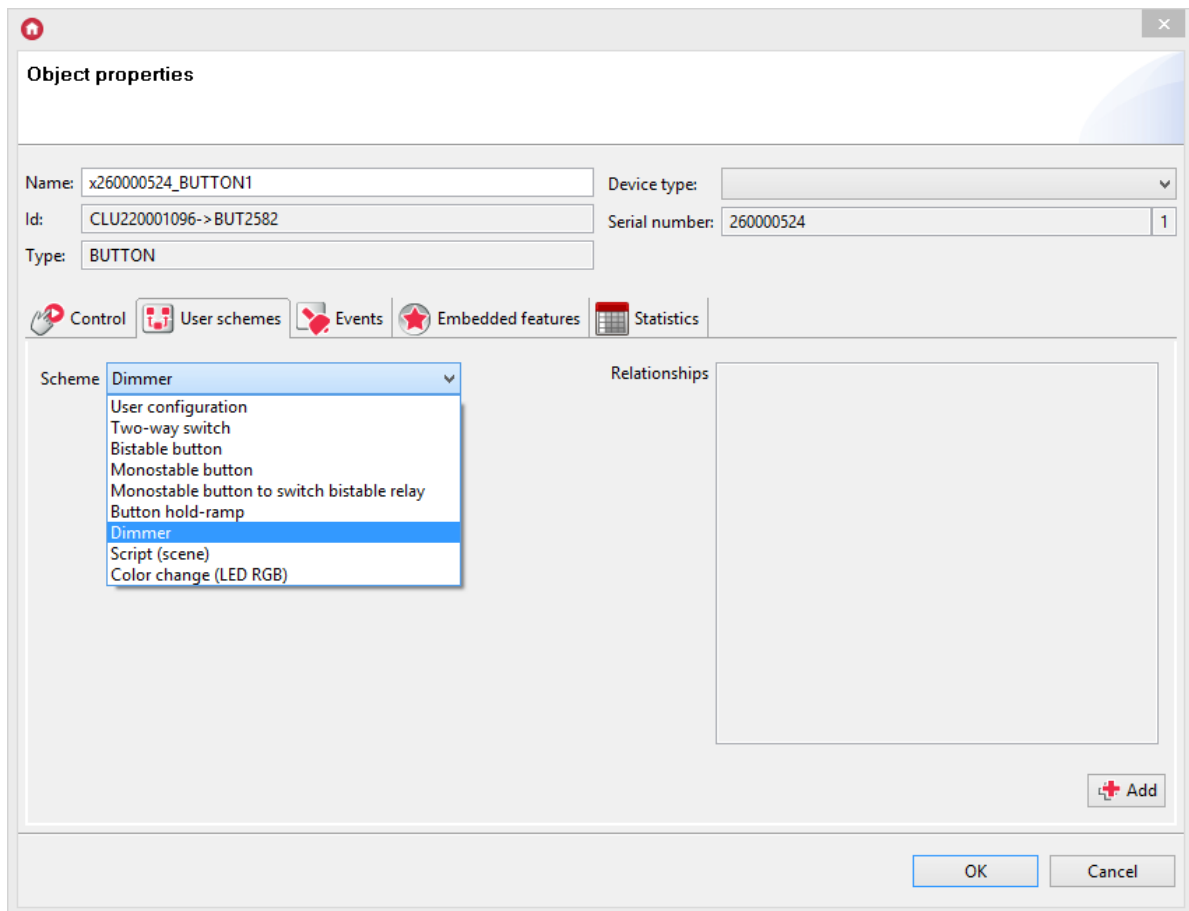 Object properties
Name: x260000524_BUTTON1
Device type:
Id: CLU220001096->BUT2582
Serial number: 260000524 1
Type: BUTTON
Control User schemes Events Embedded features Statistics
Scheme Dimmer
Relationships
User configuration
Two-way switch
Bistable button
Monostable button
Monostable button to switch bistable relay
Button hold-ramp
Dimmer
Script (scene)
Color change (LED RGB)
Add
OK Cancel